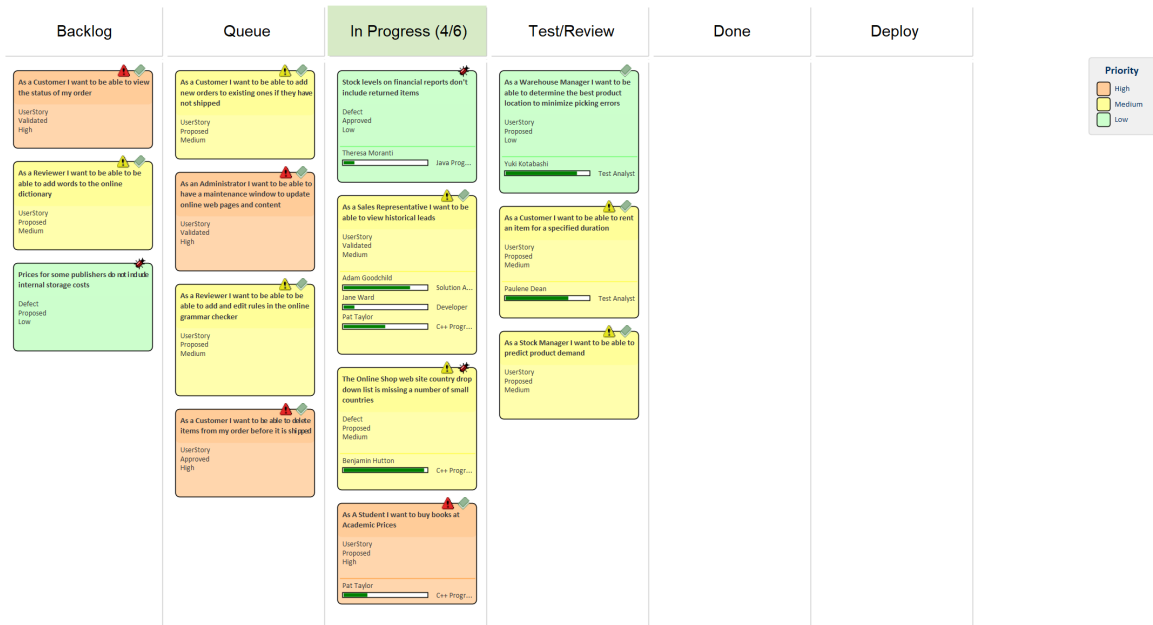 Backlog
Queue
In Progress (4/6)
Test/Review
Done
Deploy
As a Customer I want to be able to view
the status of my order
UserStory
Validated
High
As a Reviewer I want to be able to be
able to add words to the online
dictionary
UserStory
Proposed
Medium
Prices for some publishers do not include
internal storage costs
Defect
Proposed
Low
As a Customer I want to be able to add
new orders to existing ones if they have
not shipped
UserStory
Proposed
Medium
As an Administrator I want to be able to
have a maintenance window to update
online web pages and content
UserStory
Validated
High
As a Reviewer I want to be able to be
able to add and edit rules in the online
grammar checker
UserStory
Proposed
Medium
As a Customer I want to be able to delete
items from my order before it is shipped
UserStory
Approved
High
Stock levels on financial reports don't
include returned items
Defect
Approved
Low
Theresa Moranti
Java Prog...
As a Sales Representative I want to be
able to view historical leads
UserStory
Validated
Medium
Adam Goodchild
Solution A...
Jane Ward
Developer
Pat Taylor
C++ Progr...
The Online Shop web site country drop
down list is missing a number of small
countries
Defect
Proposed
Medium
Benjamin Hutton
C++ Progr...
As A Student I want to buy books at
Academic Prices
UserStory
Proposed
High
Pat Taylor
C++ Progr...
As a Warehouse Manager I want to be
able to determine the best product
location to minimize picking errors
UserStory
Proposed
Low
Yuki Kotabashi
Test Analyst
As a Customer I want to be able to rent
an item for a specified duration
UserStory
Proposed
Medium
Paulene Dean
Test Analyst
As a Stock Manager I want to be able to
predict product demand
UserStory
Proposed
Medium
Priority
High
Medium
Low